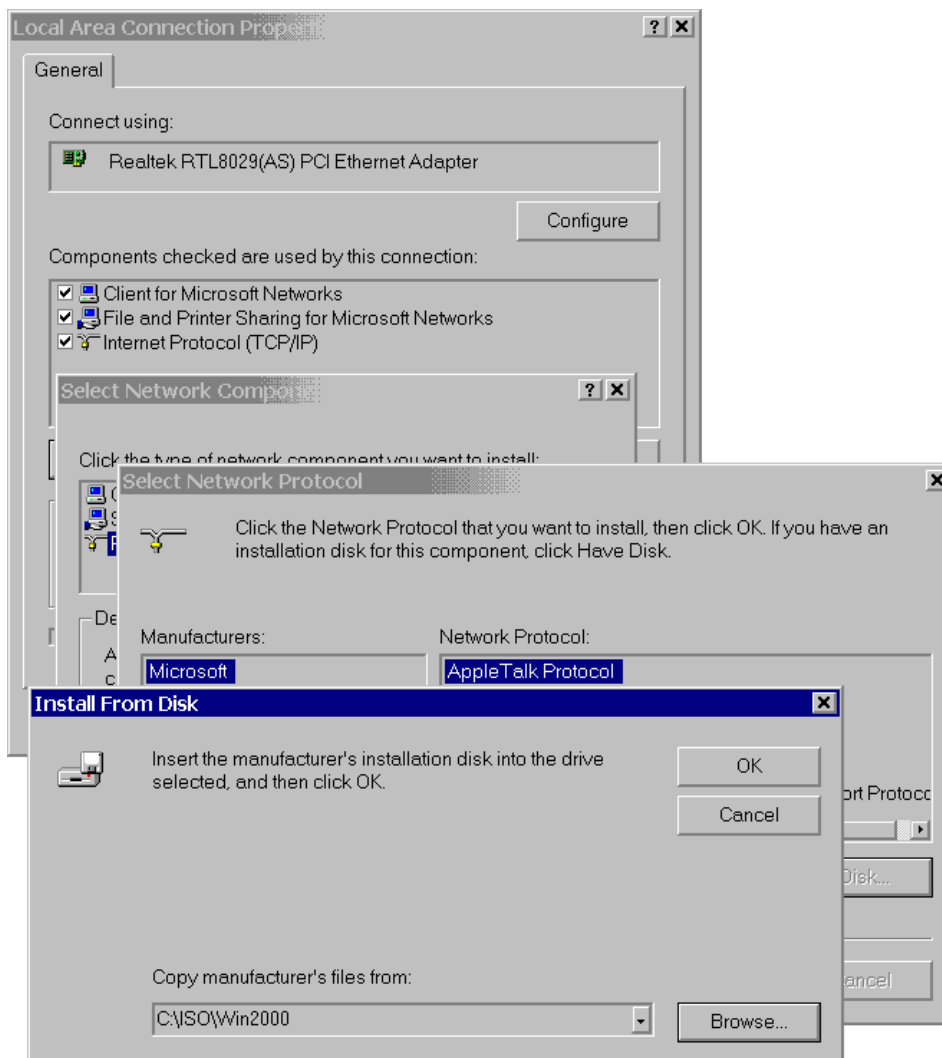 Local Area Connection
General
Connect using:
Realtek RTL8029(AS) PCI Ethernet Adapter
Configure
Components checked are used by this connection:
Client for Microsoft Networks
File and Printer Sharing for Microsoft Networks
Internet Protocol (TCP/IP)
Select Network
Click the type of network component you want to install:
Select Network Protocol
Click the Network Protocol that you want to install, then click OK. If you have an
installation disk for this component, click Have Disk.
Manufacturers:
Network Protocol:
Microsoft
AppleTalk Protocol
Install From Disk
Insert the manufacturer's installation disk into the drive
selected, and then click OK.
OK
Cancel
Disk...
Copy manufacturer's files from:
C:\ISO\Win2000
Browse...